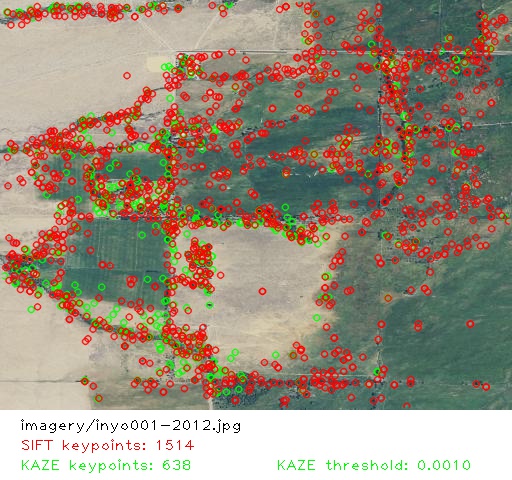 imagery/inyo001-2012.jpg
SIFT keypoints: 1514
KAZE keypoints: 638 KAZE threshold: 0.0010